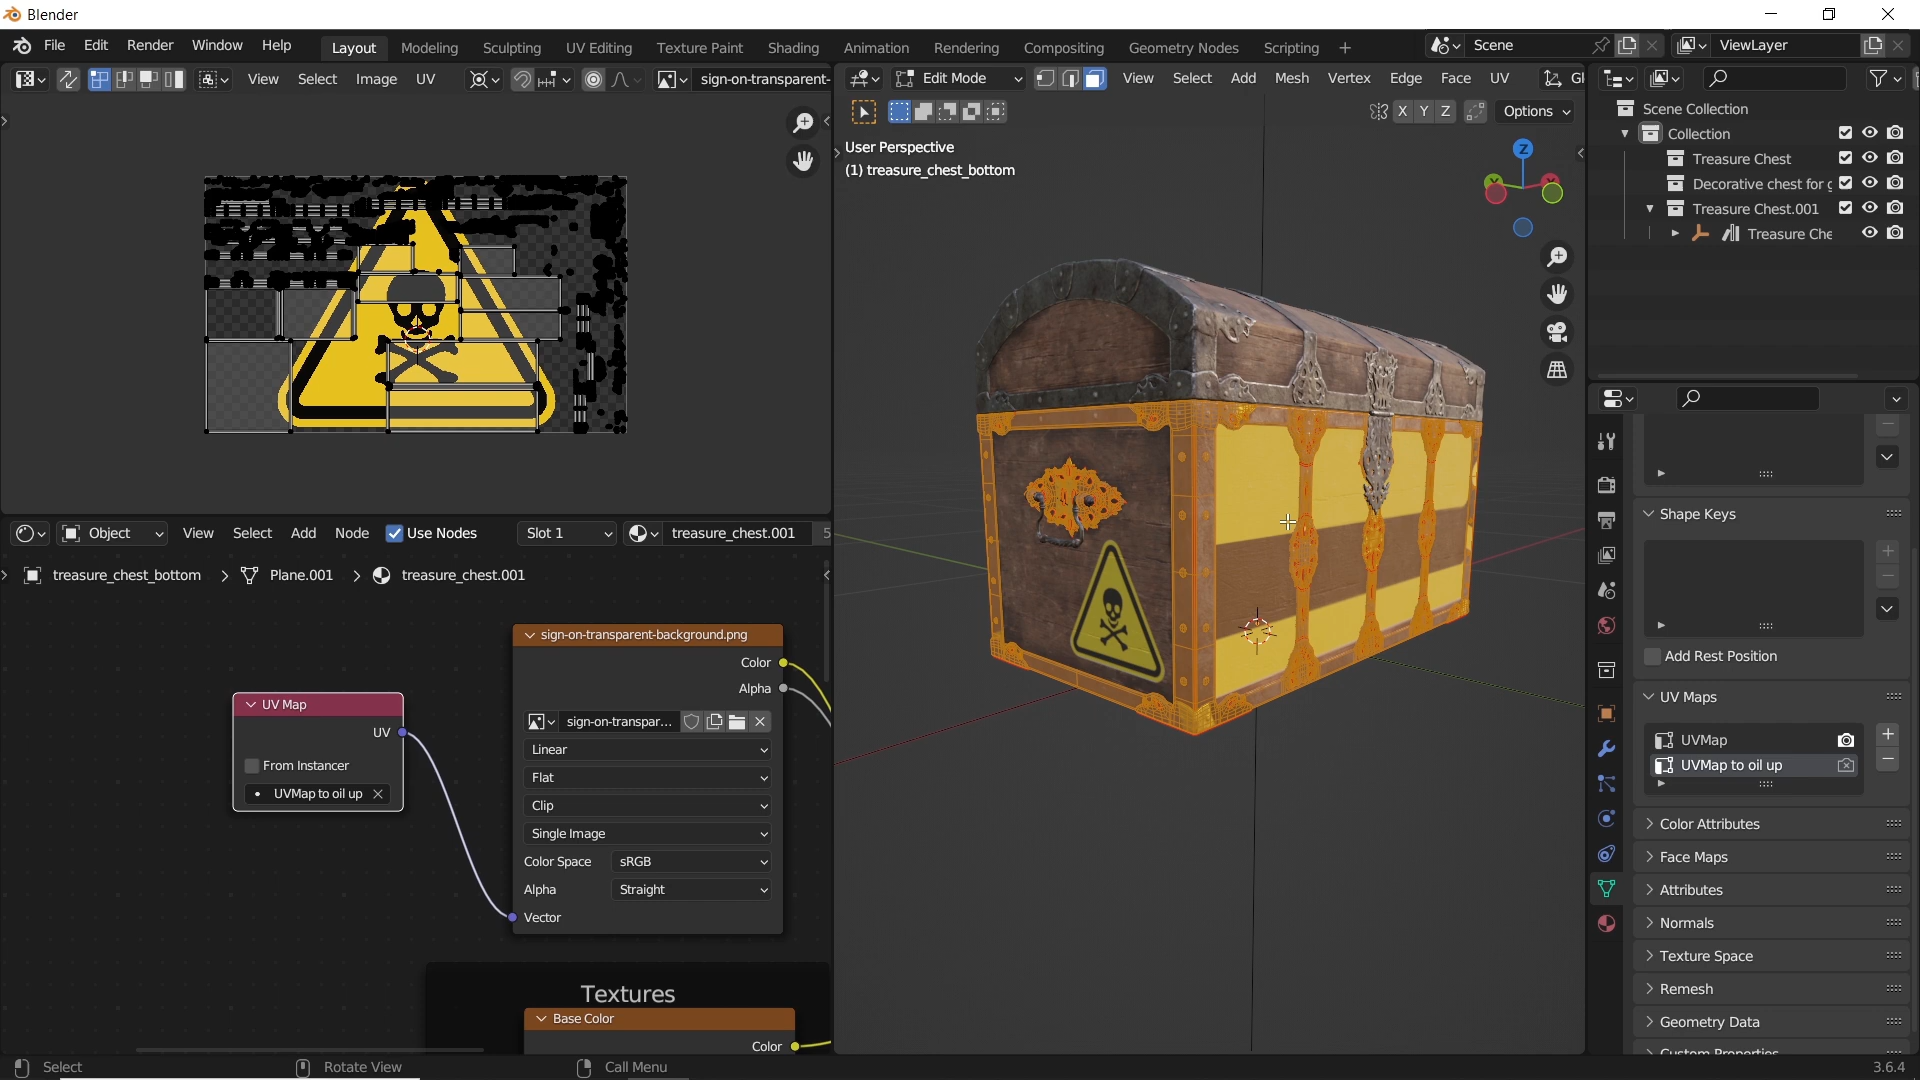 Blender
File Edit Render Window Help Layout Modeling Sculpting UV Editing Texture Paint Shading Animation Rendering Compositing Geometry Nodes Scripting + Scene ViewLayer
View Select Image UV sign-on-transparent-
Edit Mode View Select Add Mesh Vertex Edge Face UV Gl
X Y Z Options
User Perspective
(1) treasure_chest_bottom
Z
Scene Collection
Collection
Treasure Chest
Decorative chest for g
Treasure Chest.001
Treasure Che
Shape Keys
Add Rest Position
UV Maps
UVMap
UVMap to oil up
Color Attributes
Face Maps
Attributes
Normals
Texture Space
Remesh
Geometry Data
Custom Properties
Object View Select Add Node Use Nodes Slot 1 treasure_chest.001 5
treasure_chest_bottom > Plane.001 > treasure_chest.001
UV Map
UV
From Instancer
UVMap to oil up
sign-on-transparent-background.png
Color
Alpha
sign-on-transpar...
Linear
Flat
Clip
Single Image
Color Space sRGB
Alpha Straight
Vector
Textures
Base Color
Color
Select Rotate View Call Menu 3.6.4